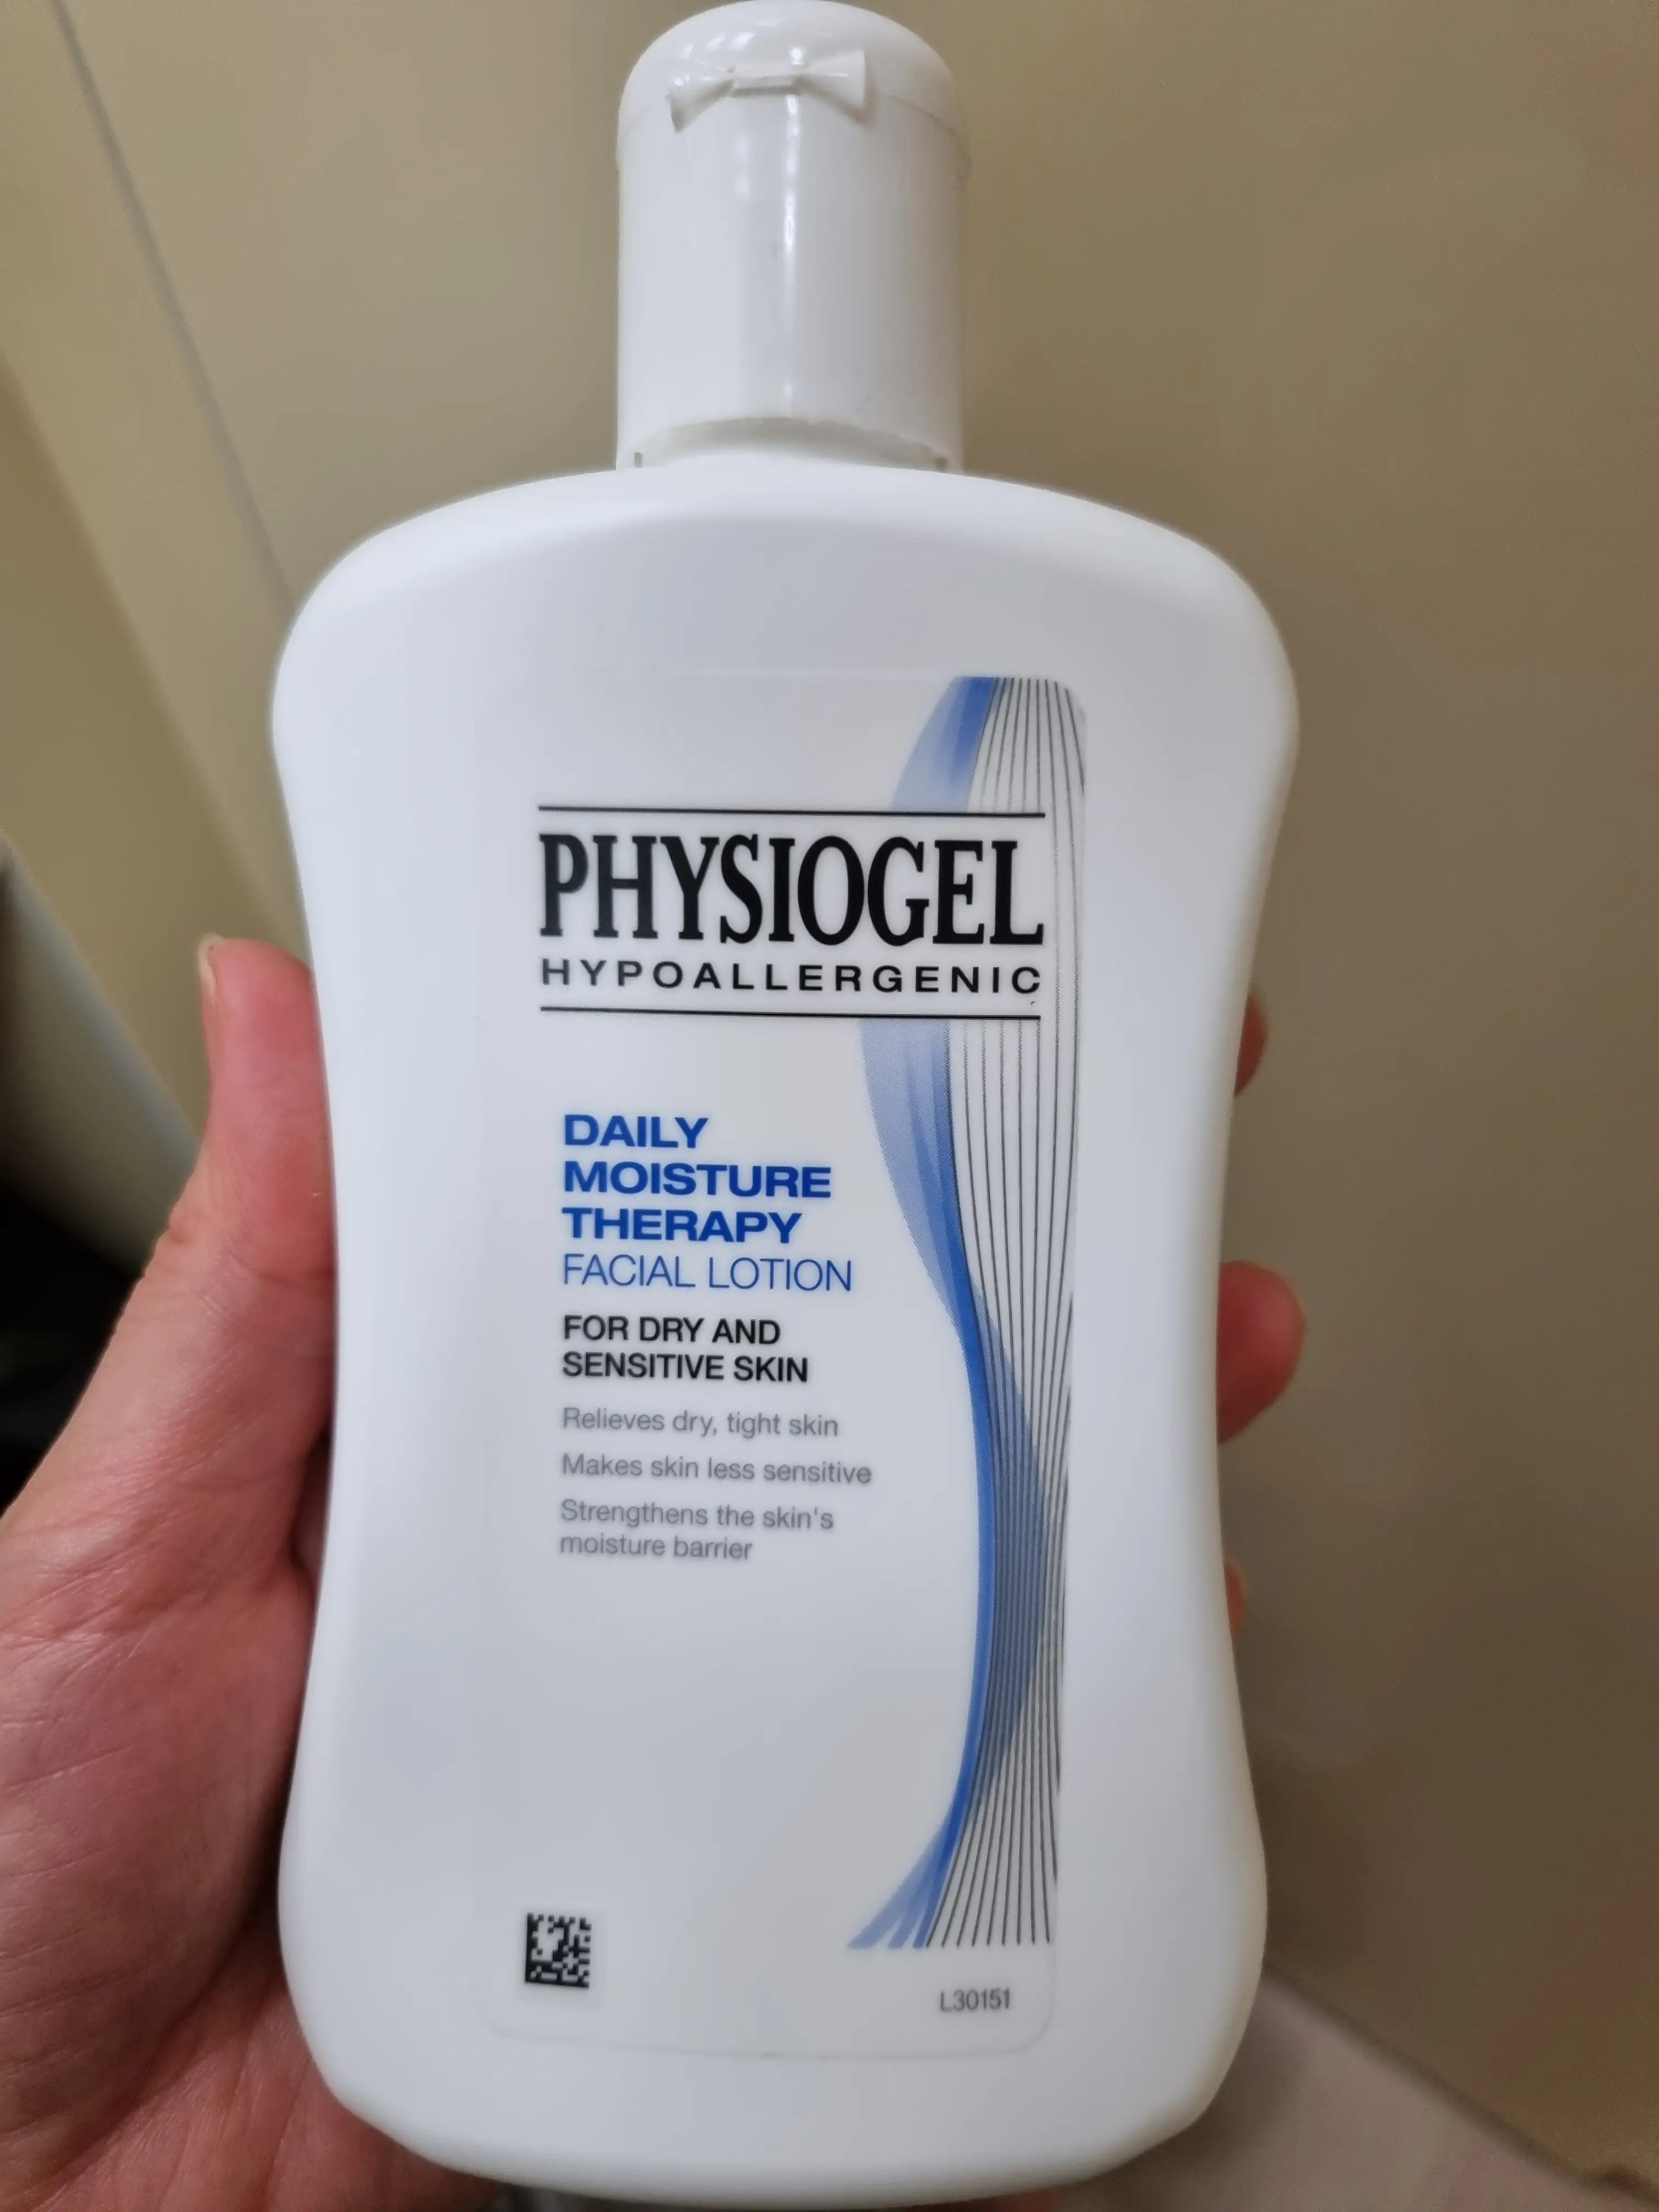 PHYSIOGEL
HYPOALLERGENIC
DAILY
MOISTURE
THERAPY
FACIAL LOTION
FOR DRY AND
SENSITIVE SKIN
Relieves dry, tight skin
Makes skin less sensitive
Strengthens the skin's
moisture barrier
L30151